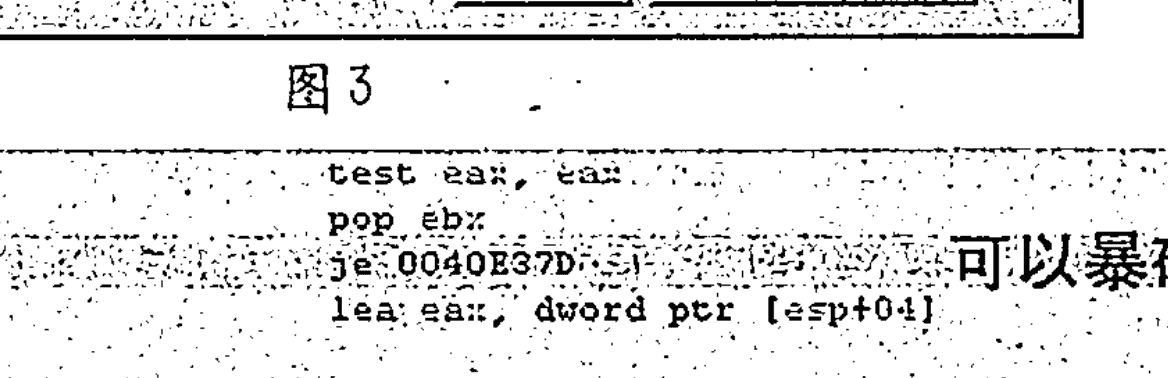 图3
test eax, eax
pop ebx
je 0040E37D
lea eax, dword ptr [esp+04]
可以暴